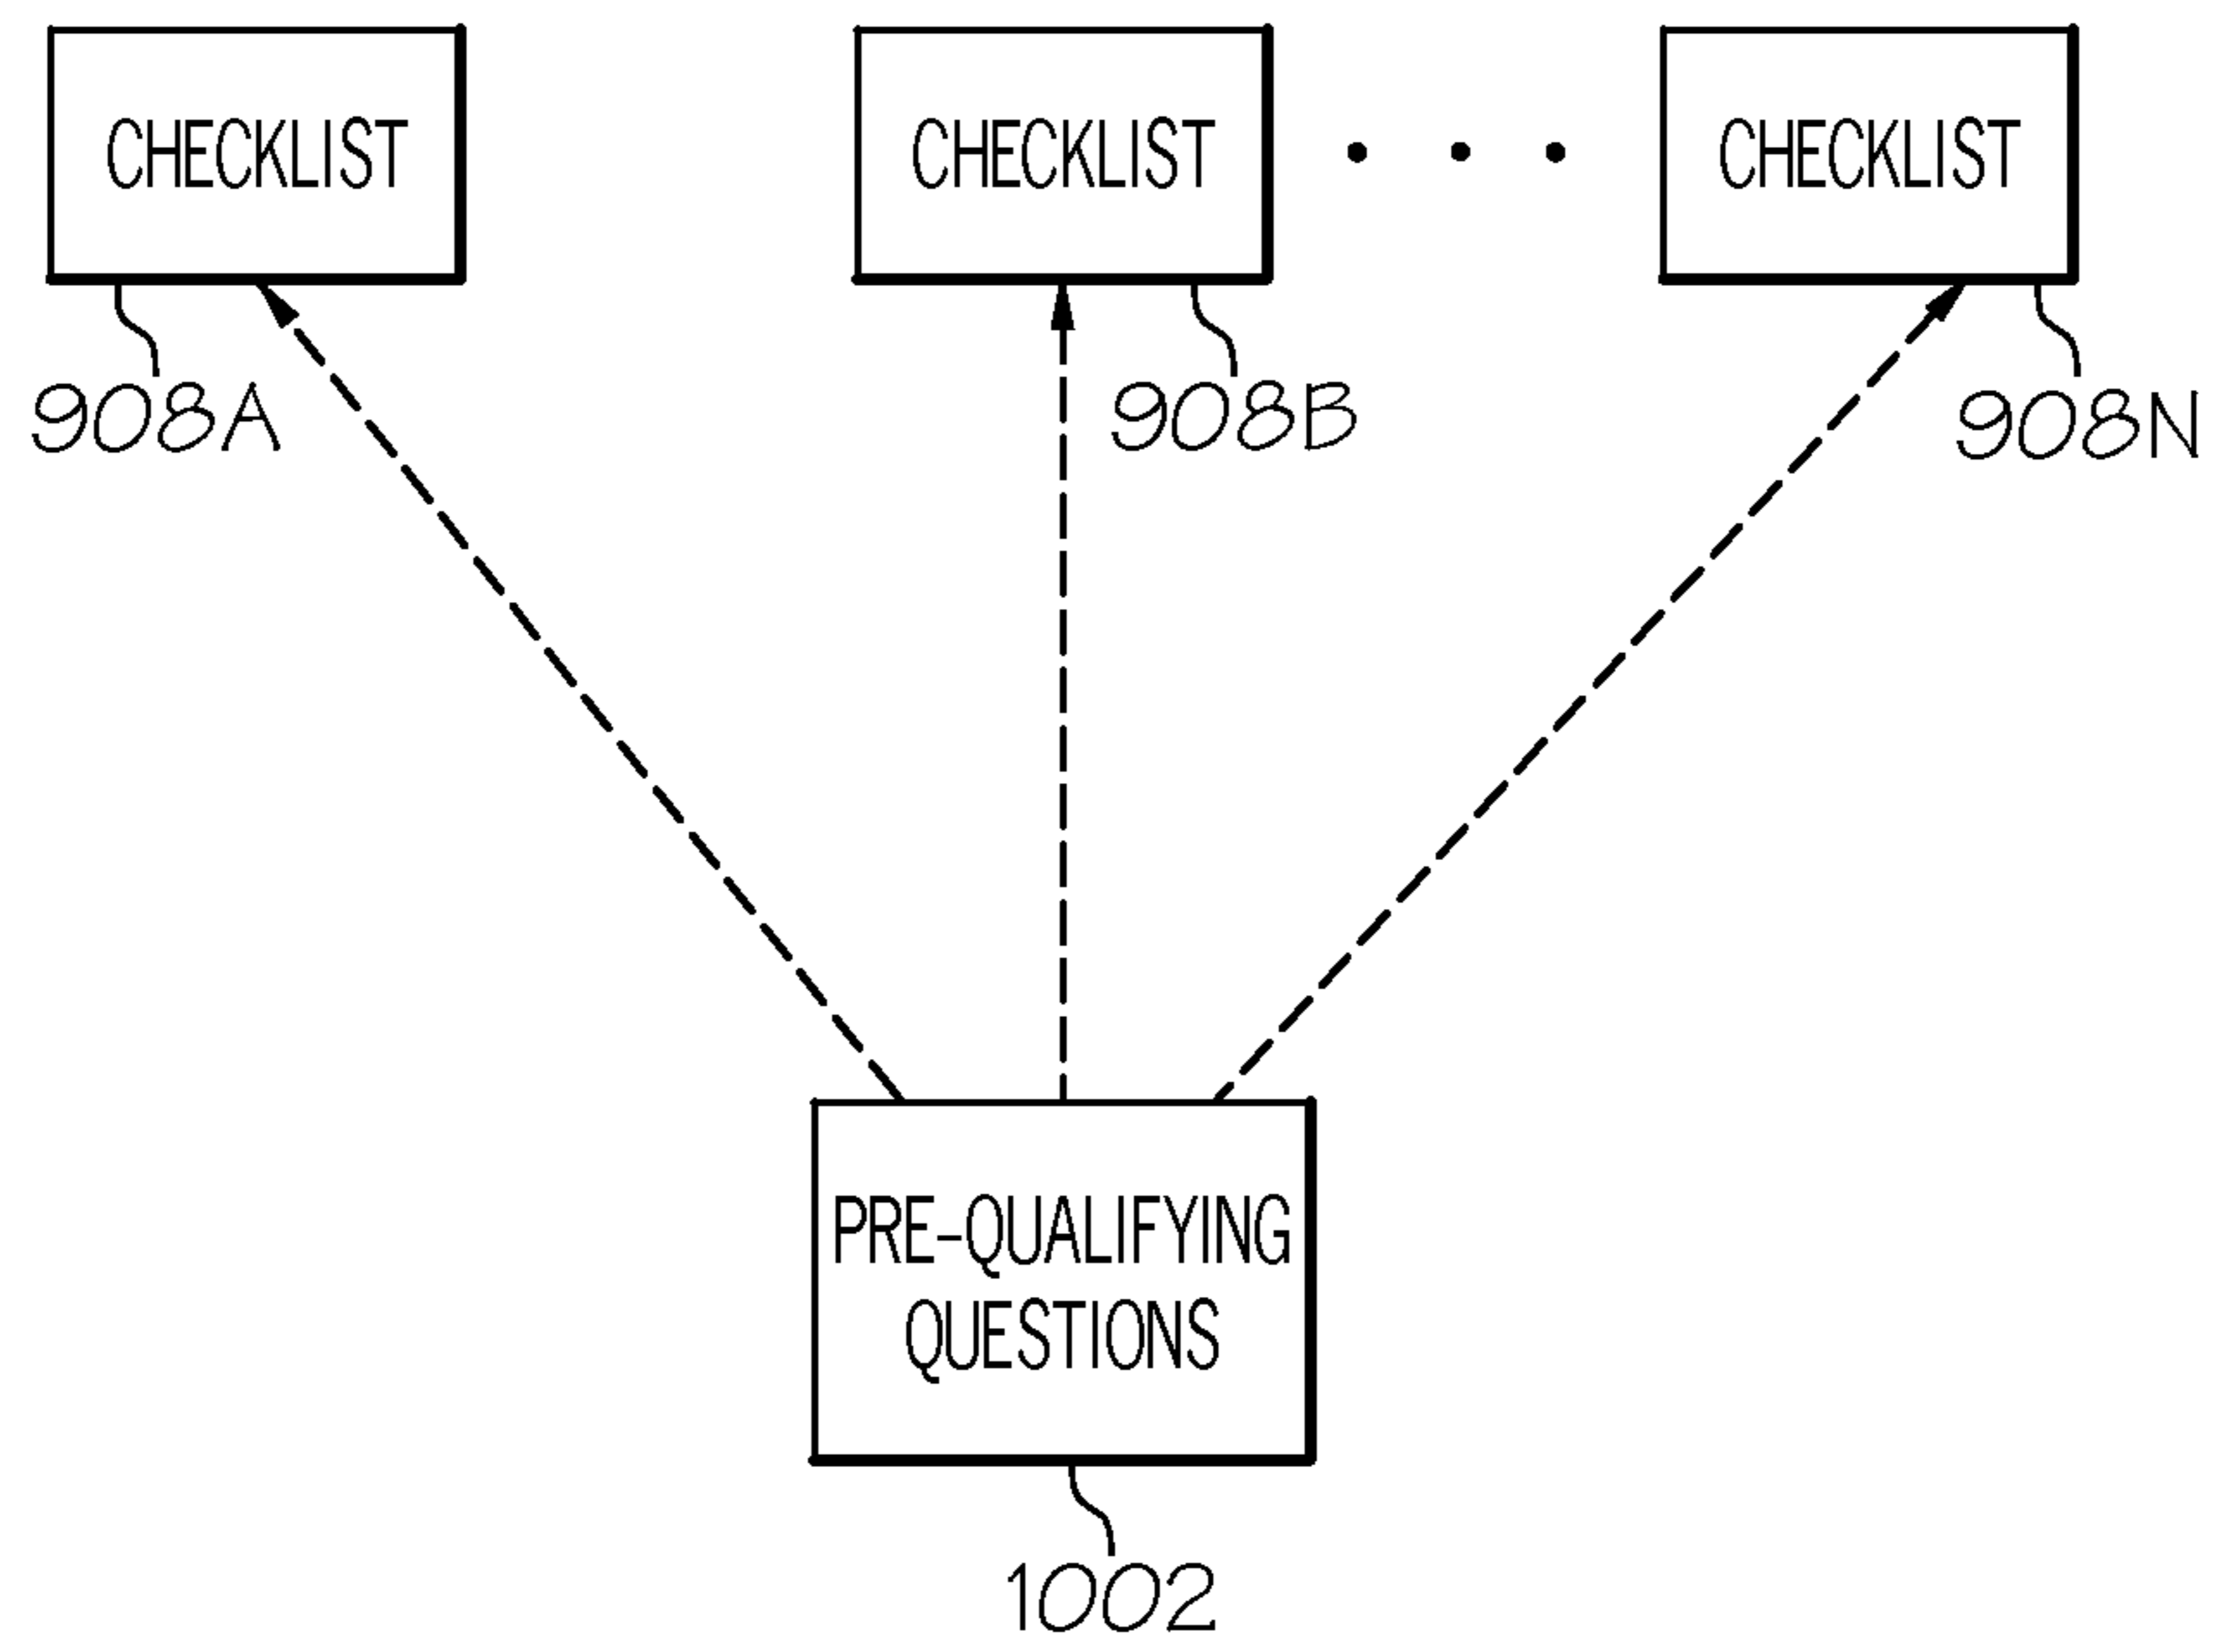 CHECKLIST
CHECKLIST
CHECKLIST
908A
908B
908N
PRE-QUALIFYING
QUESTIONS
1002